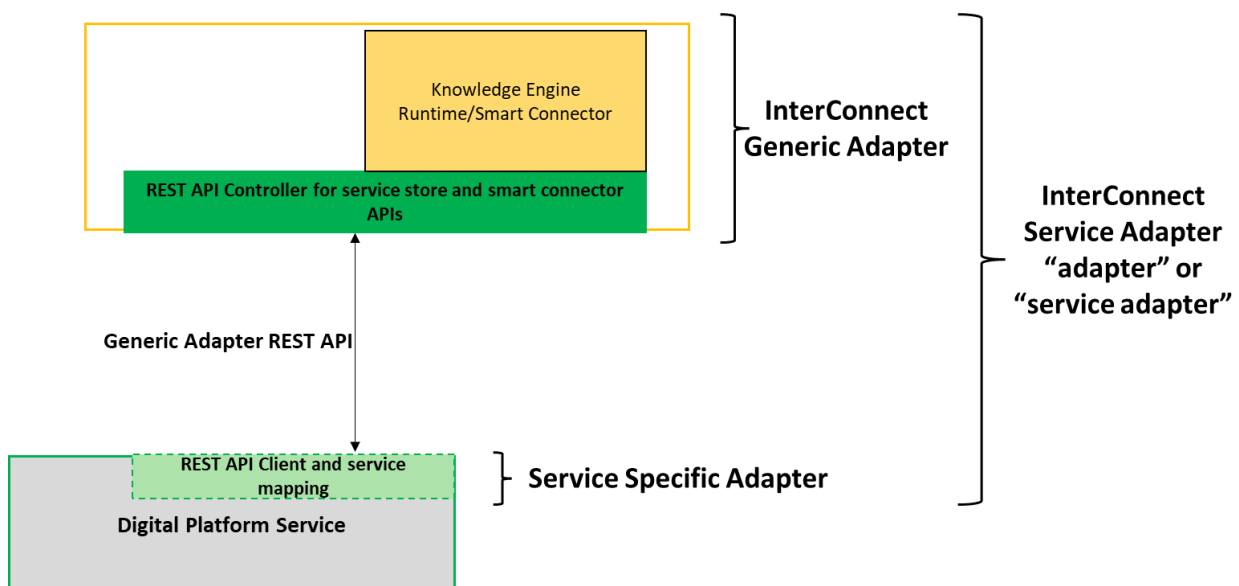 Knowledge Engine
Runtime/Smart Connector
REST API Controller for service store and smart connector
APIs
InterConnect
Generic Adapter
InterConnect
Service Adapter
“adapter” or
“service adapter”
Generic Adapter REST API
REST API Client and service
mapping
Service Specific Adapter
Digital Platform Service